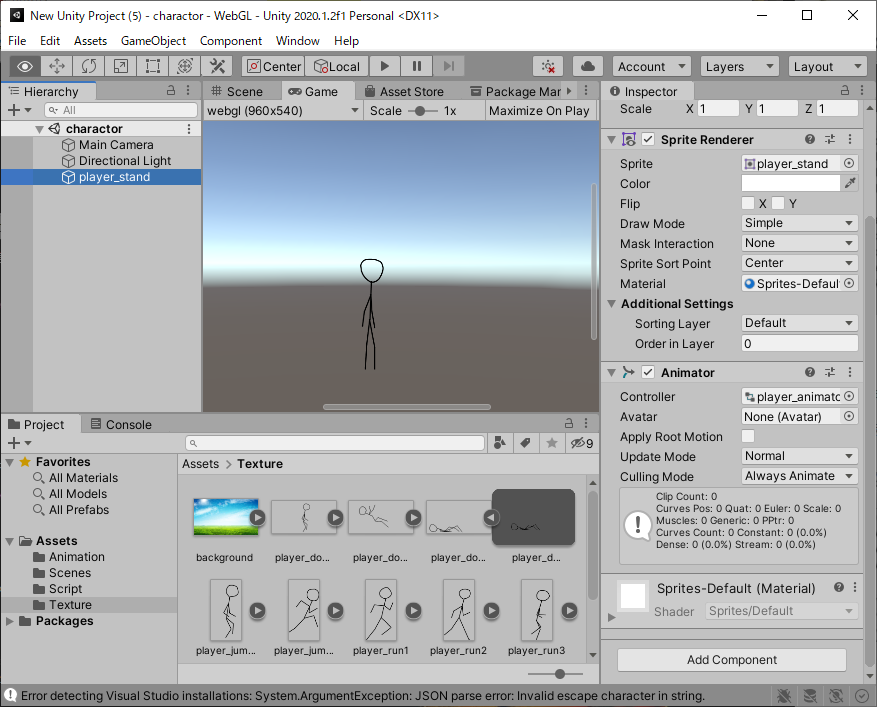 New Unity Project (5) - charactor - WebGL - Unity 2020.1.2f1 Personal <DX11>
File Edit Assets GameObject Component Window Help
Center Local Account Layers Layout
Hierarchy
All
charactor
Main Camera
Directional Light
player_stand
Scene Game Asset Store Package Mar
webgl (960x540) Scale 1x Maximize On Play
Inspector
Scale X 1 Y 1 Z 1
Sprite Renderer
Sprite player_stand
Color
Flip X Y
Draw Mode Simple
Mask Interaction None
Sprite Sort Point Center
Material Sprites-Defaul
Additional Settings
Sorting Layer Default
Order in Layer 0
Animator
Controller player_animatc
Avatar None (Avatar)
Apply Root Motion
Update Mode Normal
Culling Mode Always Animate
Clip Count: 0
Curves Pos: 0 Quat: 0 Euler: 0 Scale: 0
Muscles: 0 Generic: 0 PPtr: 0
Curves Count: 0 Constant: 0 (0.0%)
Dense: 0 (0.0%) Stream: 0 (0.0%)
Sprites-Default (Material)
Shader Sprites/Default
Add Component
Project Console
9
Favorites
All Materials
All Models
All Prefabs
Assets
Animation
Scenes
Script
Texture
Packages
Assets > Texture
background player_do... player_do... player_do... player_d...
player_jum... player_jum... player_run1 player_run2 player_run3
Error detecting Visual Studio installations: System.ArgumentException: JSON parse error: Invalid escape character in string.